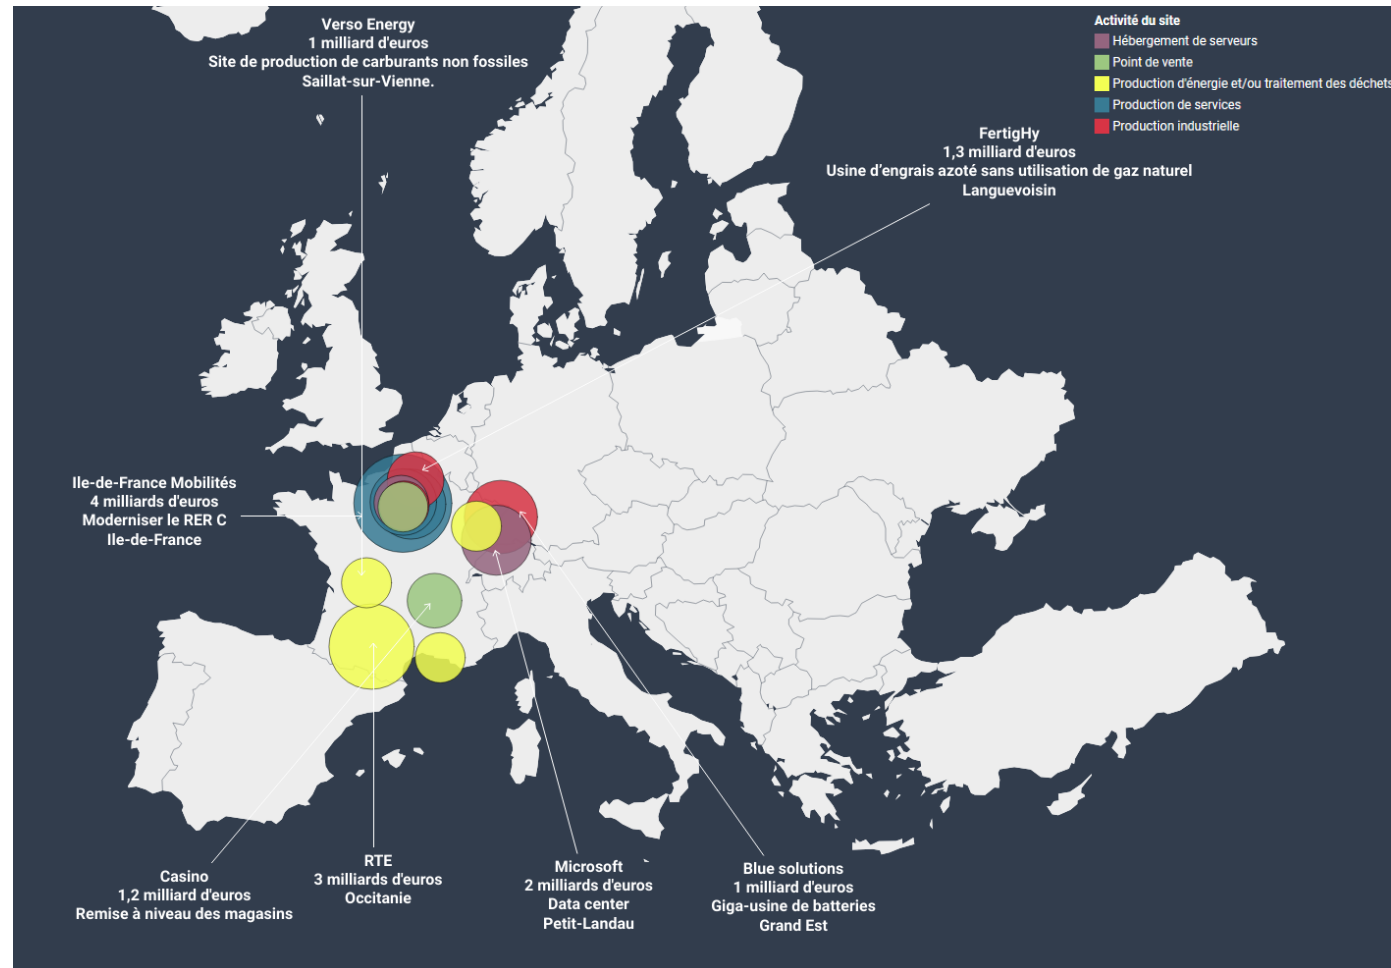 Verso Energy
1 milliard d'euros
Site de production de carburants non fossiles
Saillat-sur-Vienne.
Activité du site
Hébergement de serveurs
Point de vente
Production d'énergie et/ou traitement des déchets
Production de services
Production industrielle
FertigHy
1,3 milliard d'euros
Usine d’engrais azoté sans utilisation de gaz naturel
Languevoisin
Ile-de-France Mobilités
4 milliards d'euros
Moderniser le RER C
Ile-de-France
Casino
1,2 milliard d'euros
Remise à niveau des magasins
RTE
3 milliards d'euros
Occitanie
Microsoft
2 milliards d'euros
Data center
Petit-Landau
Blue solutions
1 milliard d'euros
Giga-usine de batteries
Grand Est